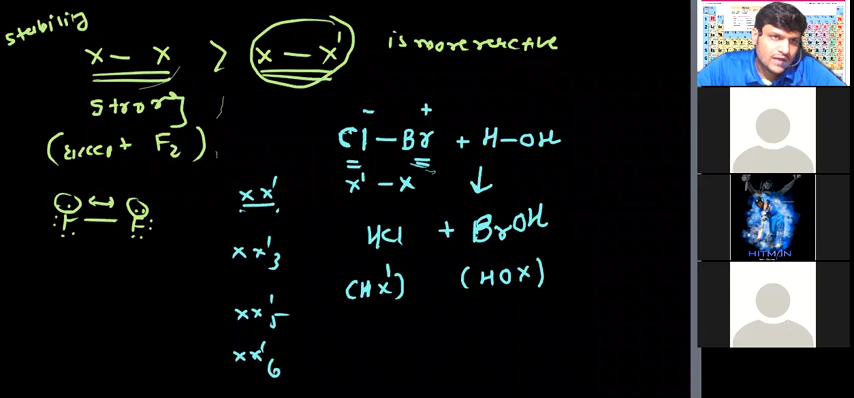 stability
X — X > X — X' is more reactive
Strong
(except F2)
F — F
Cl — Br + H — OH
- +
X' — X
HCl + BrOH
(HX') (HOX)
XX'
XX'3
XX'5
XX'6
HITMAN